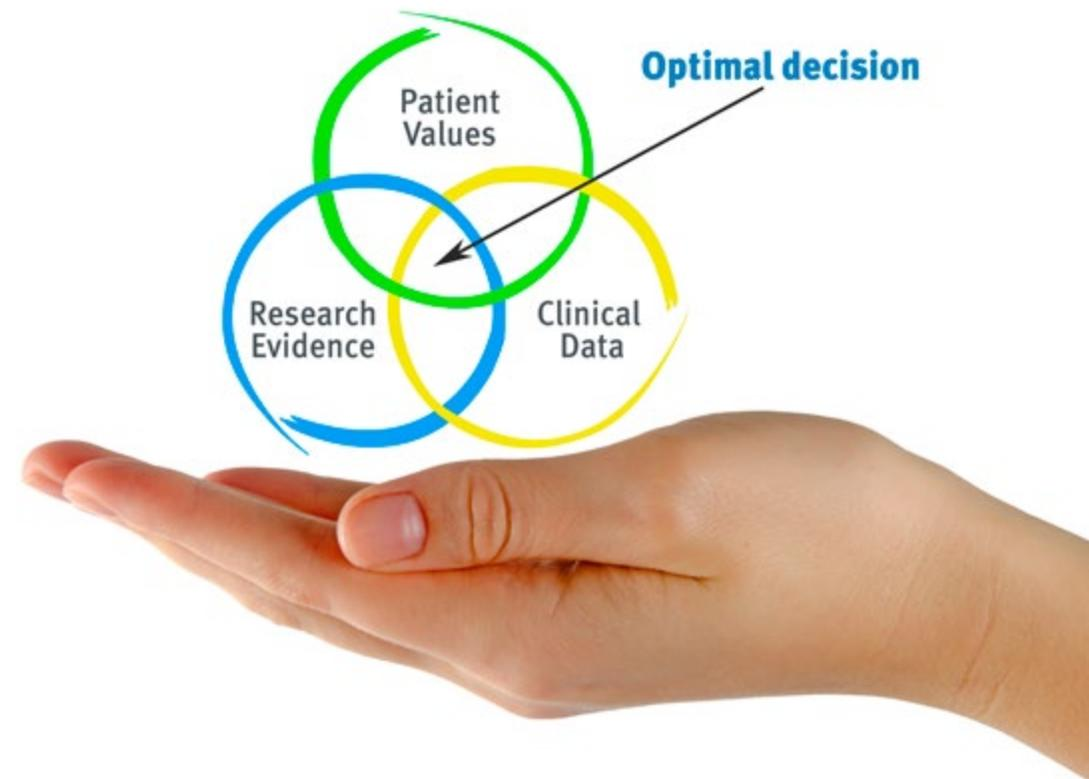 Optimal decision
Patient
Values
Research
Evidence
Clinical
Data